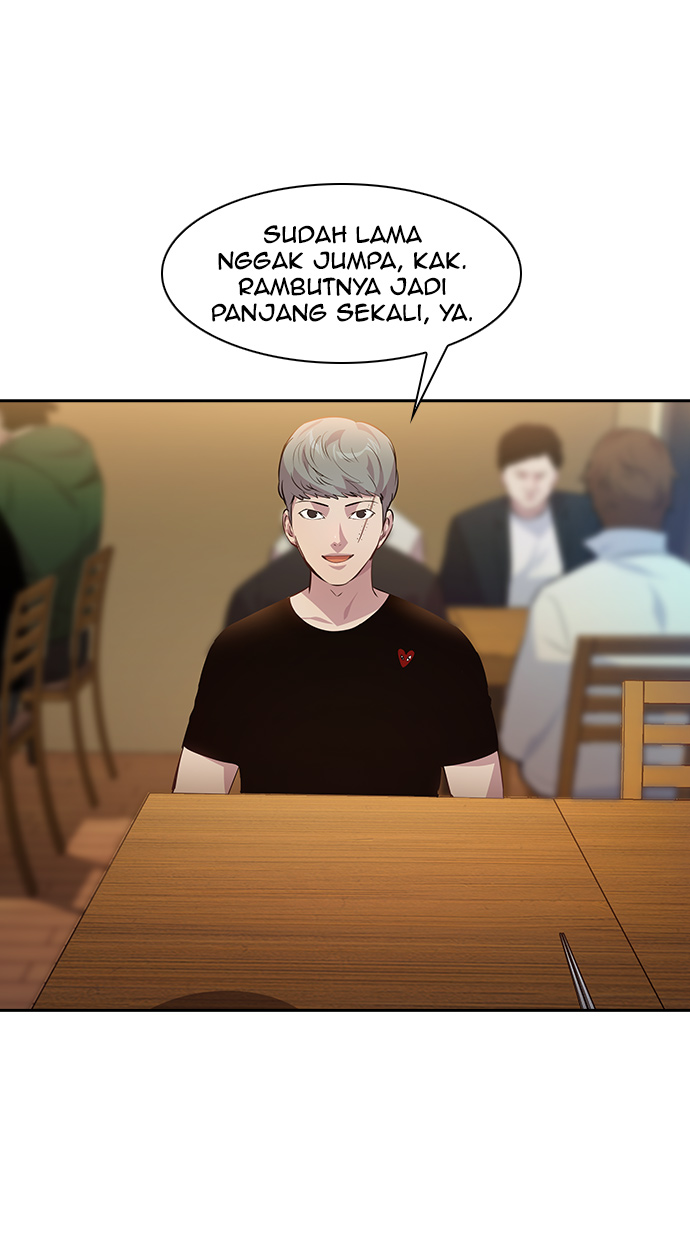 SUDAH LAMA
NGGAK JUMPA, KAK.
RAMBUTNYA JADI
PANJANG SEKALI, YA.